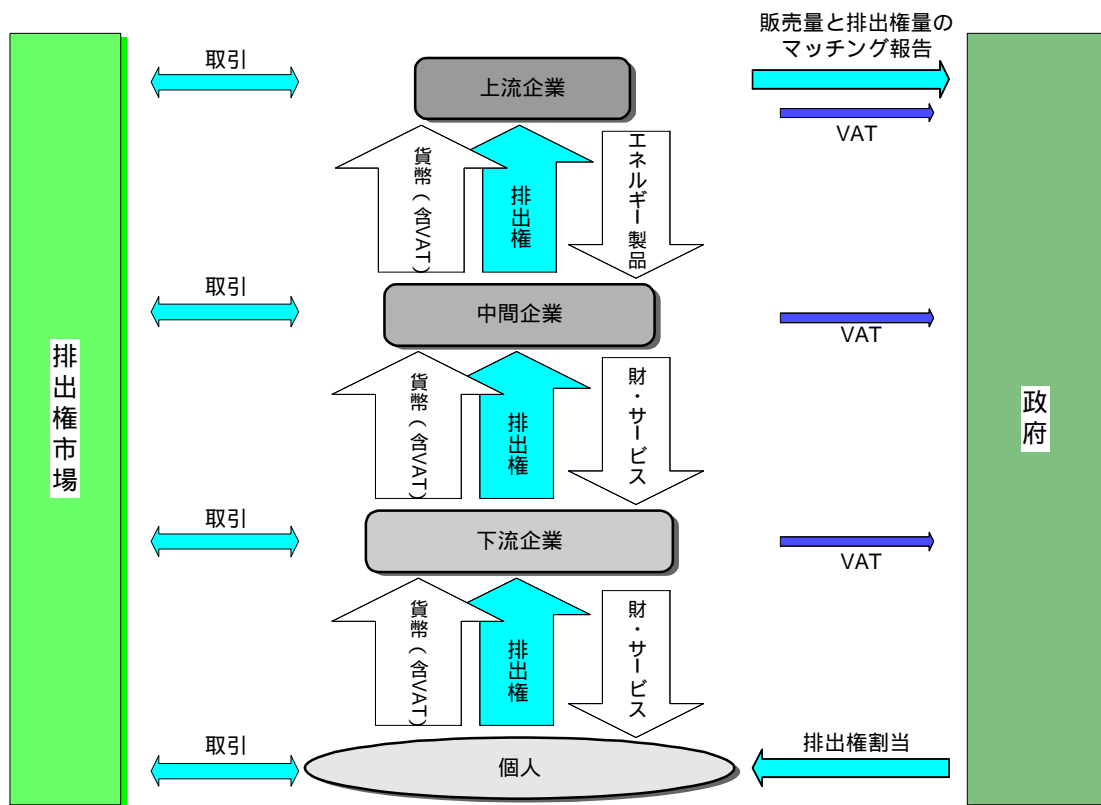 販売量と排出権量の
マッチング報告
取引
上流企業
VAT
貨幣(含VAT)
排出権
エネルギー製品
取引
中間企業
VAT
排出権市場
政府
貨幣(含VAT)
排出権
財・サービス
取引
下流企業
VAT
貨幣(含VAT)
排出権
財・サービス
取引
個人
排出権割当